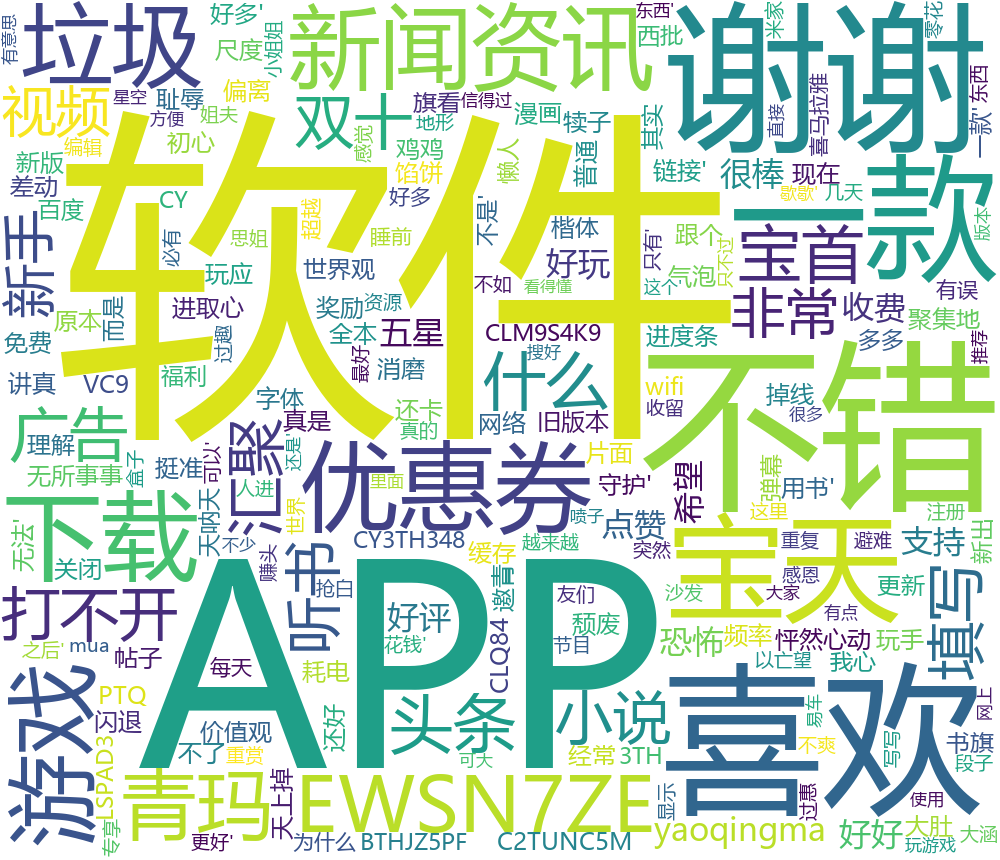 有意思
垃圾
好多'
小姐姐
新闻资讯
东西'
米家
零花
谢谢
尺度
西批
视频
星空
耻辱
偏离
双十
旗看
信得过
漫画
犊子
其实
直接
喜马拉雅
一款
东西
方便
姐夫
地形
编辑
初心
感觉
鸡鸡
懒人
普通
链接'
很棒
现在
新版
软件
差动
馅饼
好多
歇歇'
几天
百度
CY
超越
不是'
楷体
只有'
跟个
一款
版本
新手
必有
思姐
睡前
玩应
世界观
好玩
气泡
只不过
宝首
进取心
奖励
资源
不如
看得懂
这个
非常
有误
原本
而是
过趣
全本
五星
CLM9S4K9
进度条
收费
聚集地
免费
最好
搜好
多多
推荐
讲真
VC9
福利
消磨
什么
wifi
不错
字体
还卡
网络
旧版本
收留
掉线
很多
广告
真是
真的
理解
挺准
汇聚
还是'
优惠券
片面
希望
弹幕
无所事事
盒子
可以'
里面
守护'
用书'
人进
世界
天呐
喷子
点赞
这里
注册
下载
不少
CY3TH348
越来越
突然
宝天
重复
避难
支持
新出
无法'
关闭
赚头
抢白
缓存
感恩
听书
邀青
友们
沙发
大家
更新
打不开
APP
好评
颓废
有点
填写
恐怖
频率
怦然心动
玩手
之后'
mua
帖子
每天
耗电
花钱'
CLQ84
节目
以亡望
我心
游戏
PTQ
头条
小说
喜欢
易车
网上
闪退
价值观
还好
不爽
书旗
LSPAD3
不了
重赏
可大
经常
3TH
写写
段子
青玛
EWSN7ZE
显示
过惠
使用
专享
天上掉
yaoqingma
好好
大肚
大涵
更好'
为什么
BTHJZ5PF
C2TUNC5M
玩游戏